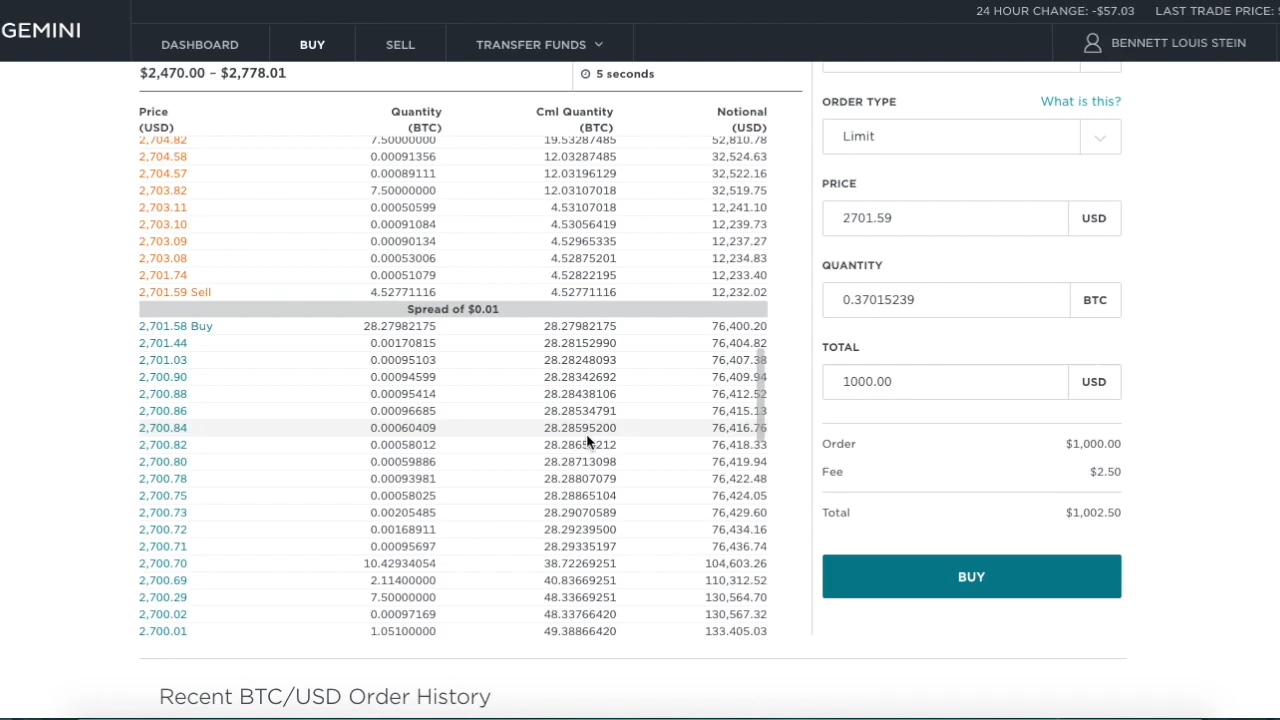 24 HOUR CHANGE: -$57.03 LAST TRADE PRICE:
GEMINI
DASHBOARD BUY SELL TRANSFER FUNDS BENNETT LOUIS STEIN
$2,470.00 - $2,778.01 5 seconds
Price (USD) Quantity (BTC) Cml Quantity (BTC) Notional (USD)
2,704.82 7.50000000 19.53287485 52,810.78
2,704.58 0.00091356 12.03287485 32,524.63
2,704.57 0.00089111 12.03196129 32,522.16
2,703.82 7.50000000 12.03107018 32,519.75
2,703.11 0.00050599 4.53107018 12,241.10
2,703.10 0.00091084 4.53056419 12,239.73
2,703.09 0.00090134 4.52965335 12,237.27
2,703.08 0.00053006 4.52875201 12,234.83
2,701.74 0.00051079 4.52822195 12,233.40
2,701.59 Sell 4.52771116 4.52771116 12,232.02
Spread of $0.01
2,701.58 Buy 28.27982175 28.27982175 76,400.20
2,701.44 0.00170815 28.28152990 76,404.82
2,701.03 0.00095103 28.28248093 76,407.38
2,700.90 0.00094599 28.28342692 76,409.94
2,700.88 0.00095414 28.28438106 76,412.52
2,700.86 0.00096685 28.28534791 76,415.13
2,700.84 0.00060409 28.28595200 76,416.76
2,700.82 0.00058012 76,418.33
2,700.80 0.00059886 28.28713098 76,419.94
2,700.78 0.00093981 28.28807079 76,422.48
2,700.75 0.00058025 28.28865104 76,424.05
2,700.73 0.00205485 28.29070589 76,429.60
2,700.72 0.00168911 28.29239500 76,434.16
2,700.71 0.00095697 28.29335197 76,436.74
2,700.70 10.42934054 38.72269251 104,603.26
2,700.69 2.11400000 40.83669251 110,312.52
2,700.29 7.50000000 48.33669251 130,564.70
2,700.02 0.00097169 48.33766420 130,567.32
2,700.01 1.05100000 49.38866420 133,405.03
ORDER TYPE What is this?
Limit
PRICE
2701.59 USD
QUANTITY
0.37015239 BTC
TOTAL
1000.00 USD
Order $1,000.00
Fee $2.50
Total $1,002.50
BUY
Recent BTC/USD Order History